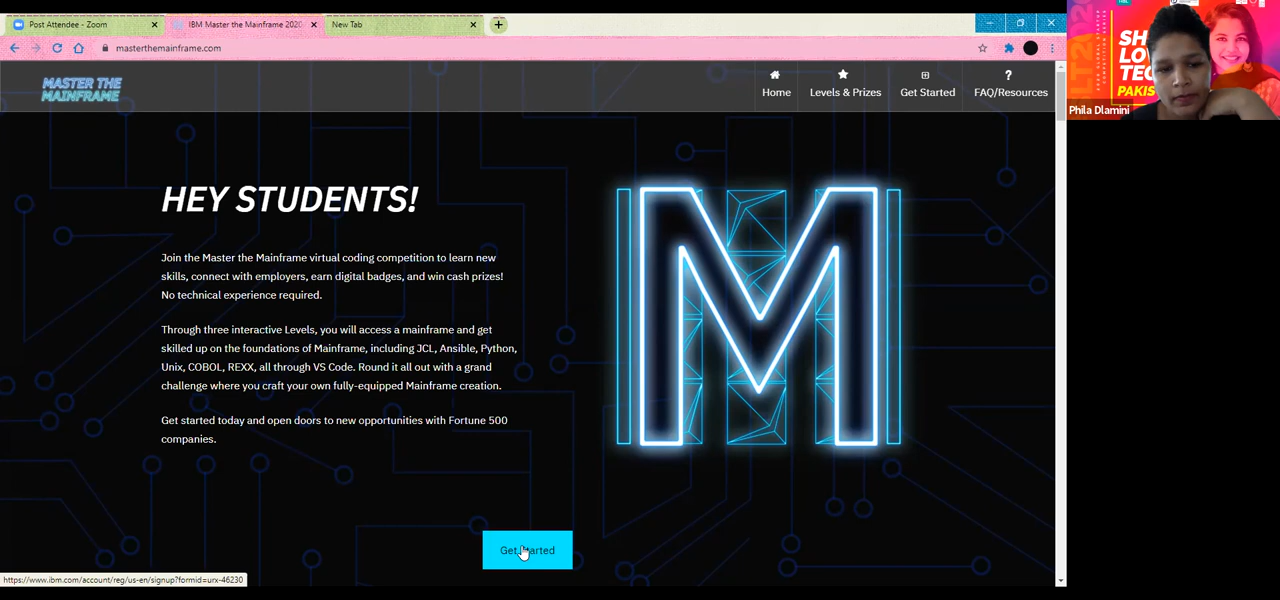 Post Attendee - Zoom
IBM Master the Mainframe 2020
New Tab
masterthemainframe.com
MASTER THE
MAINFRAME
Home
Levels & Prizes
Get Started
FAQ/Resources
HEY STUDENTS!
Join the Master the Mainframe virtual coding competition to learn new
skills, connect with employers, earn digital badges, and win cash prizes!
No technical experience required.
Through three interactive Levels, you will access a mainframe and get
skilled up on the foundations of Mainframe, including JCL, Ansible, Python,
Unix, COBOL, REXX, all through VS Code. Round it all out with a grand
challenge where you craft your own fully-equipped Mainframe creation.
Get started today and open doors to new opportunities with Fortune 500
companies.
M
Get Started
https://www.ibm.com/account/reg/us-en/signup?formid=urx-46230
SH
LO
TEC
PAKIS
Phila Dlamini